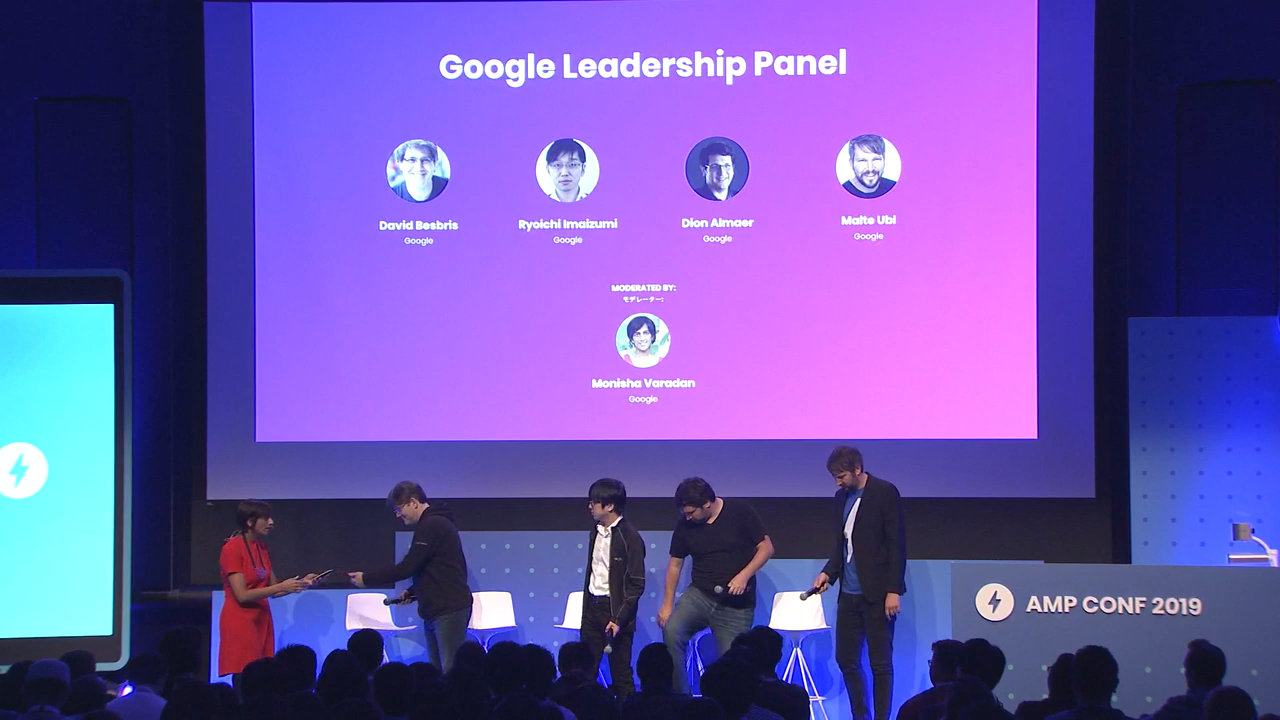 Google Leadership Panel
David Besbris
Google
Ryoichi Imaizumi
Google
Dion Almaer
Google
Malte Ubl
Google
MODERATED BY:
モデレーター:
Monisha Varadan
Google
AMP CONF 2019